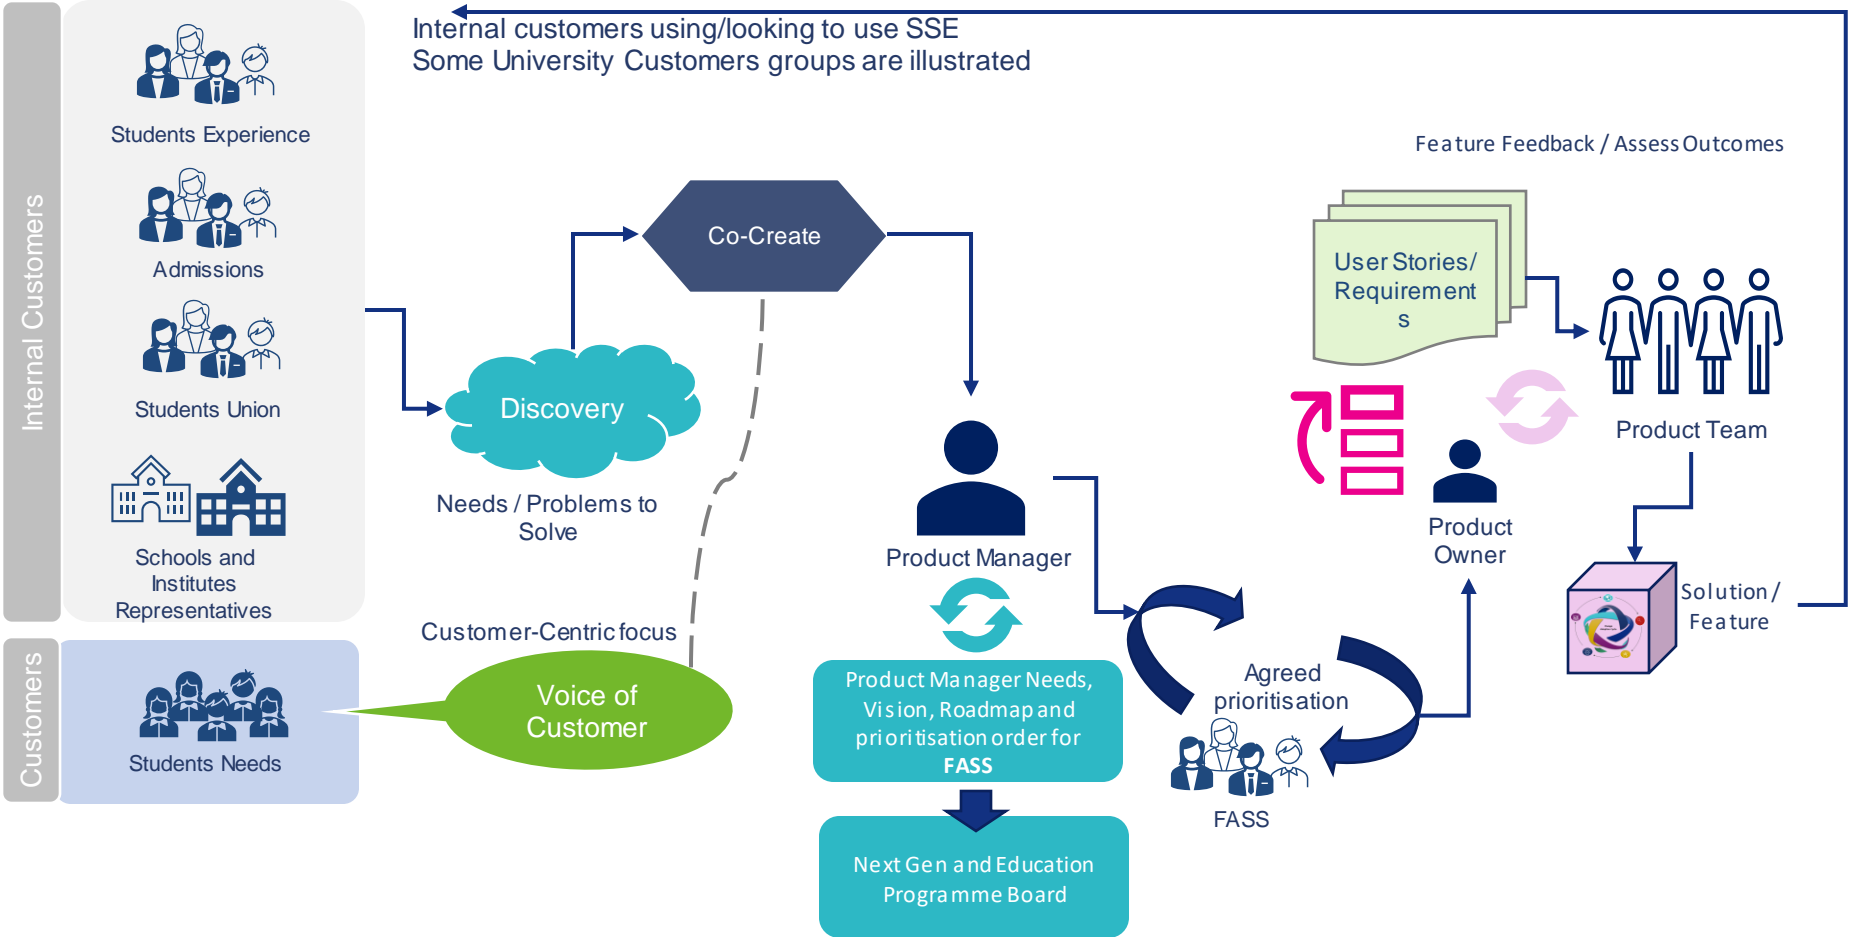 Internal customers using/looking to use SSE
Some University Customers groups are illustrated
Internal Customers
Students Experience
Admissions
Students Union
Schools and
Institutes
Representatives
Customers
Students Needs
Discovery
Needs / Problems to
Solve
Co-Create
Customer-Centric focus
Voice of
Customer
Product Manager
Product Manager Needs,
Vision, Roadmap and
prioritisation order for
FASS
Next Gen and Education
Programme Board
Agreed
prioritisation
FASS
Feature Feedback / Assess Outcomes
User Stories/
Requirement
s
Product Team
Product
Owner
Solution /
Feature